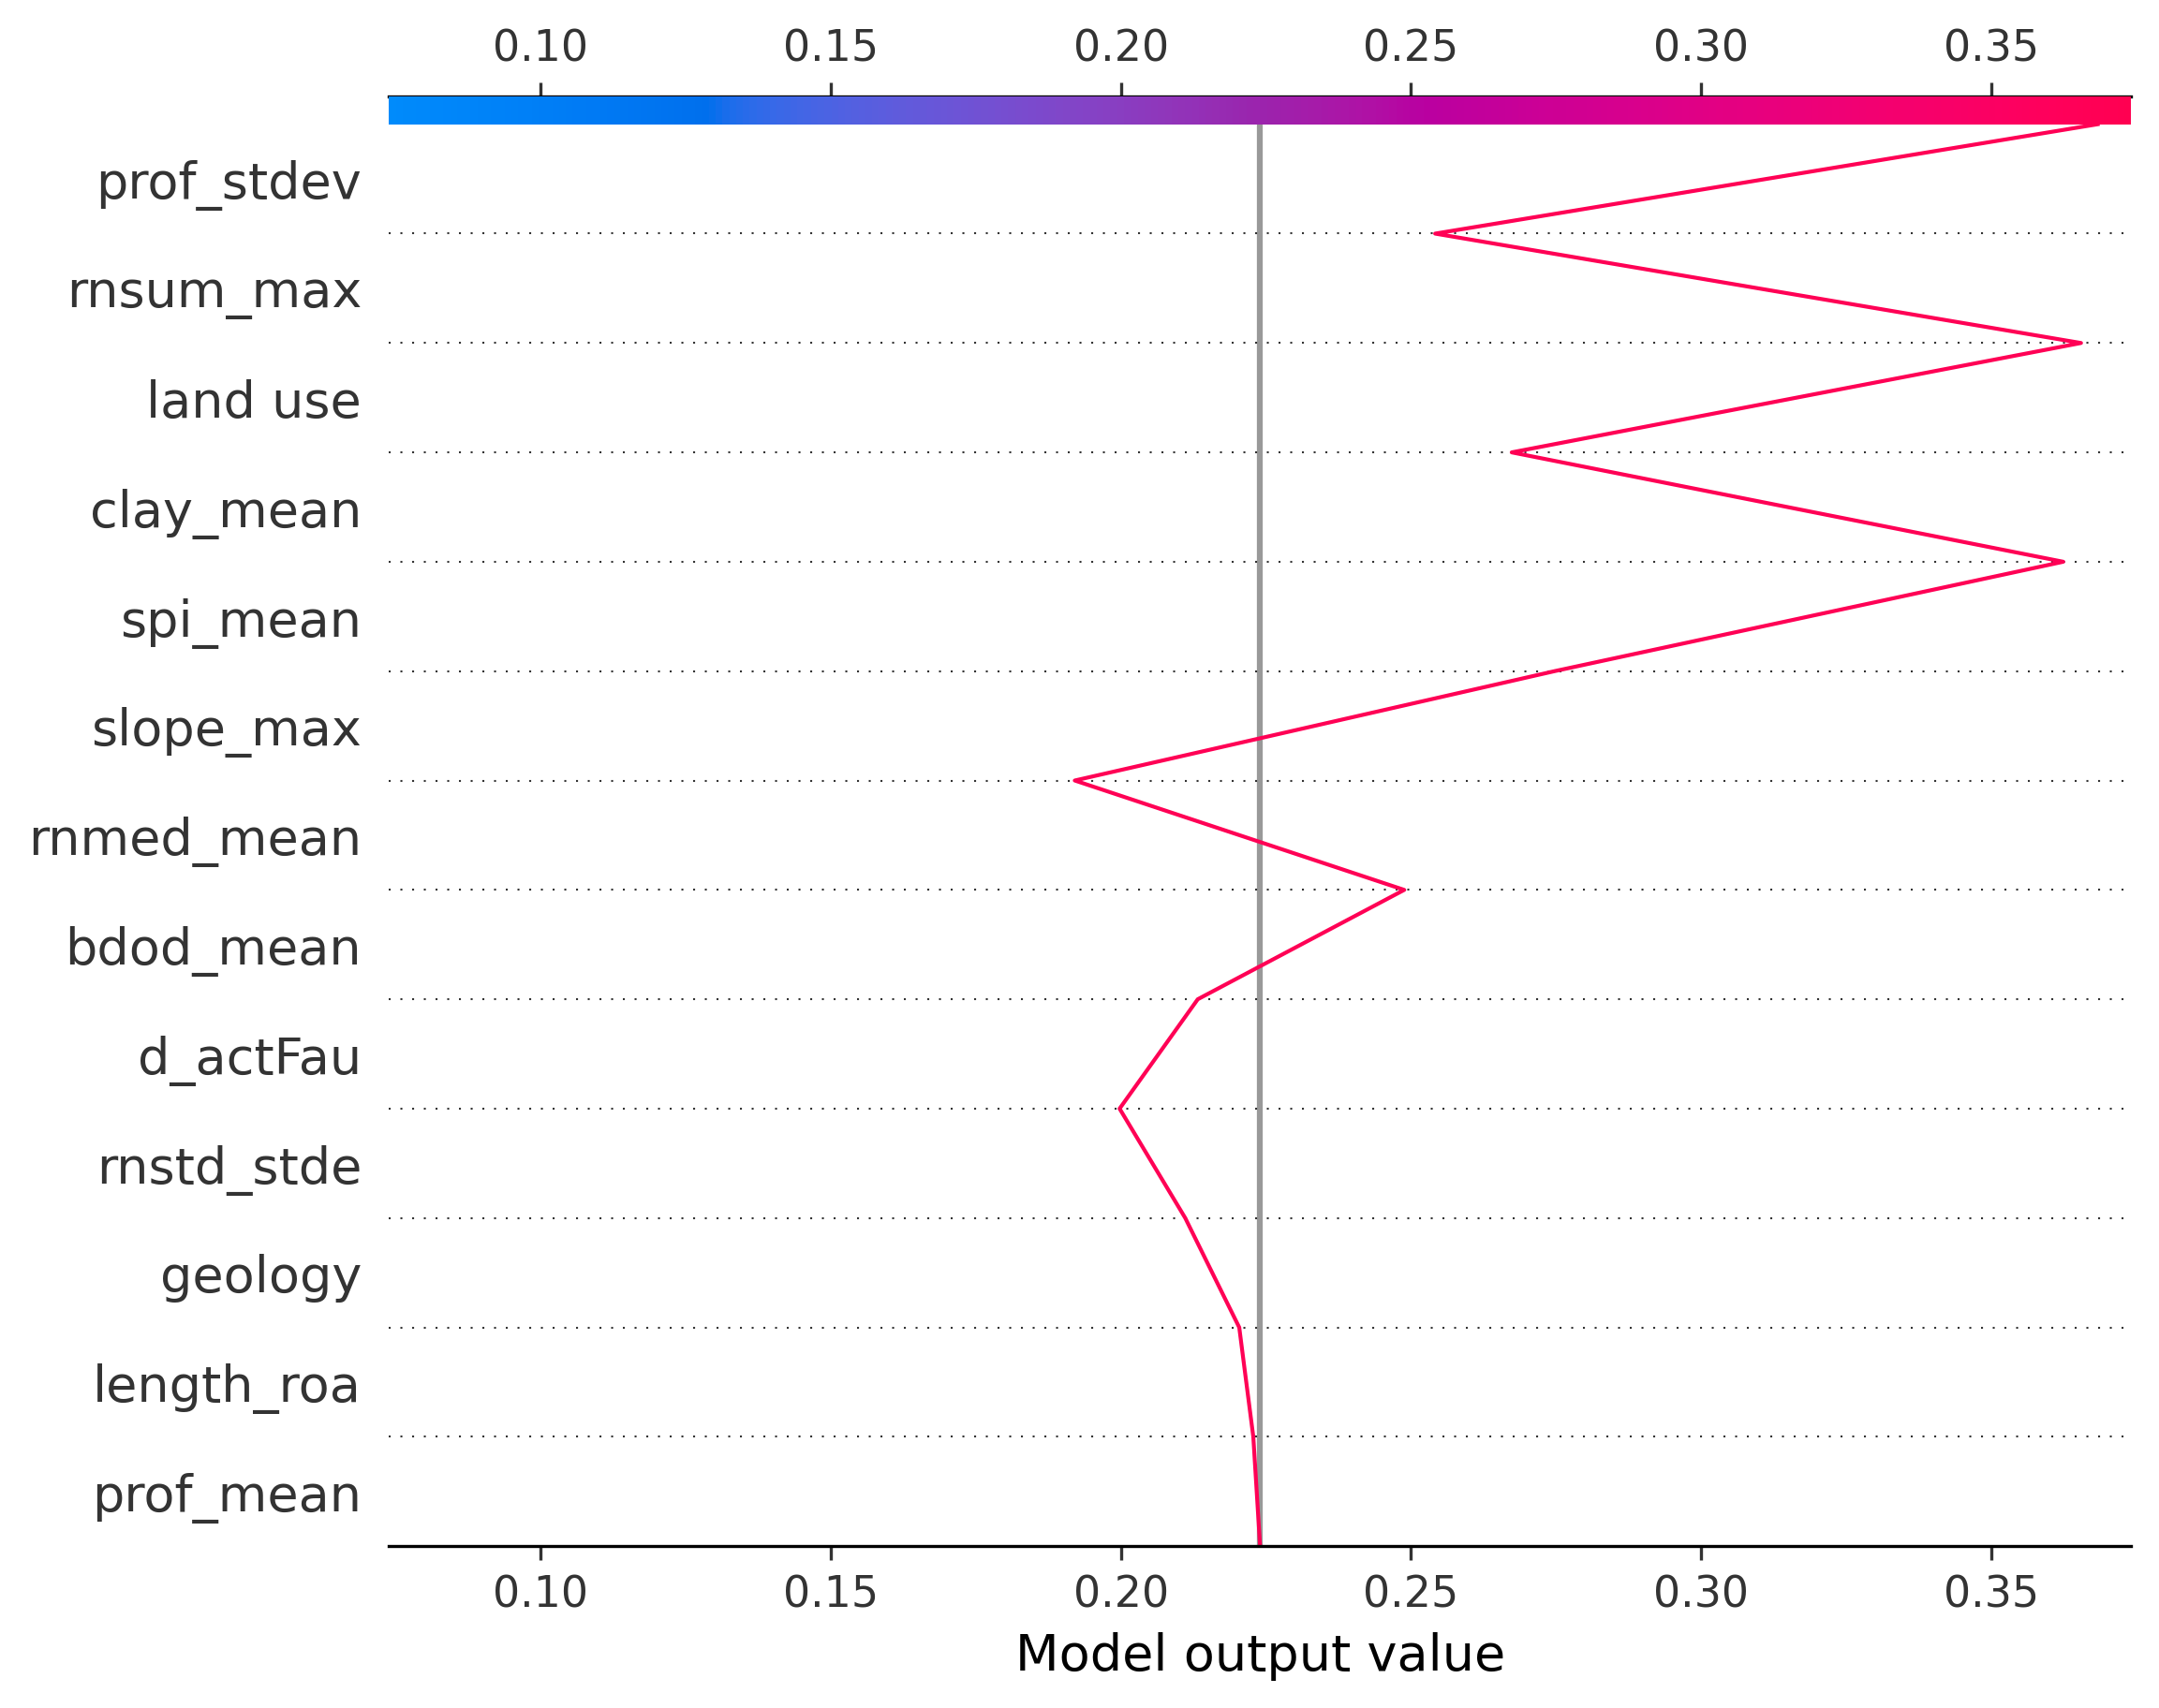 0.10 0.15 0.20 0.25 0.30 0.35
prof_stdev
rnsum_max
land use
clay_mean
spi_mean
slope_max
rnmed_mean
bdod_mean
d_actFau
rnstd_stde
geology
length_roa
prof_mean
0.10 0.15 0.20 0.25 0.30 0.35
Model output value